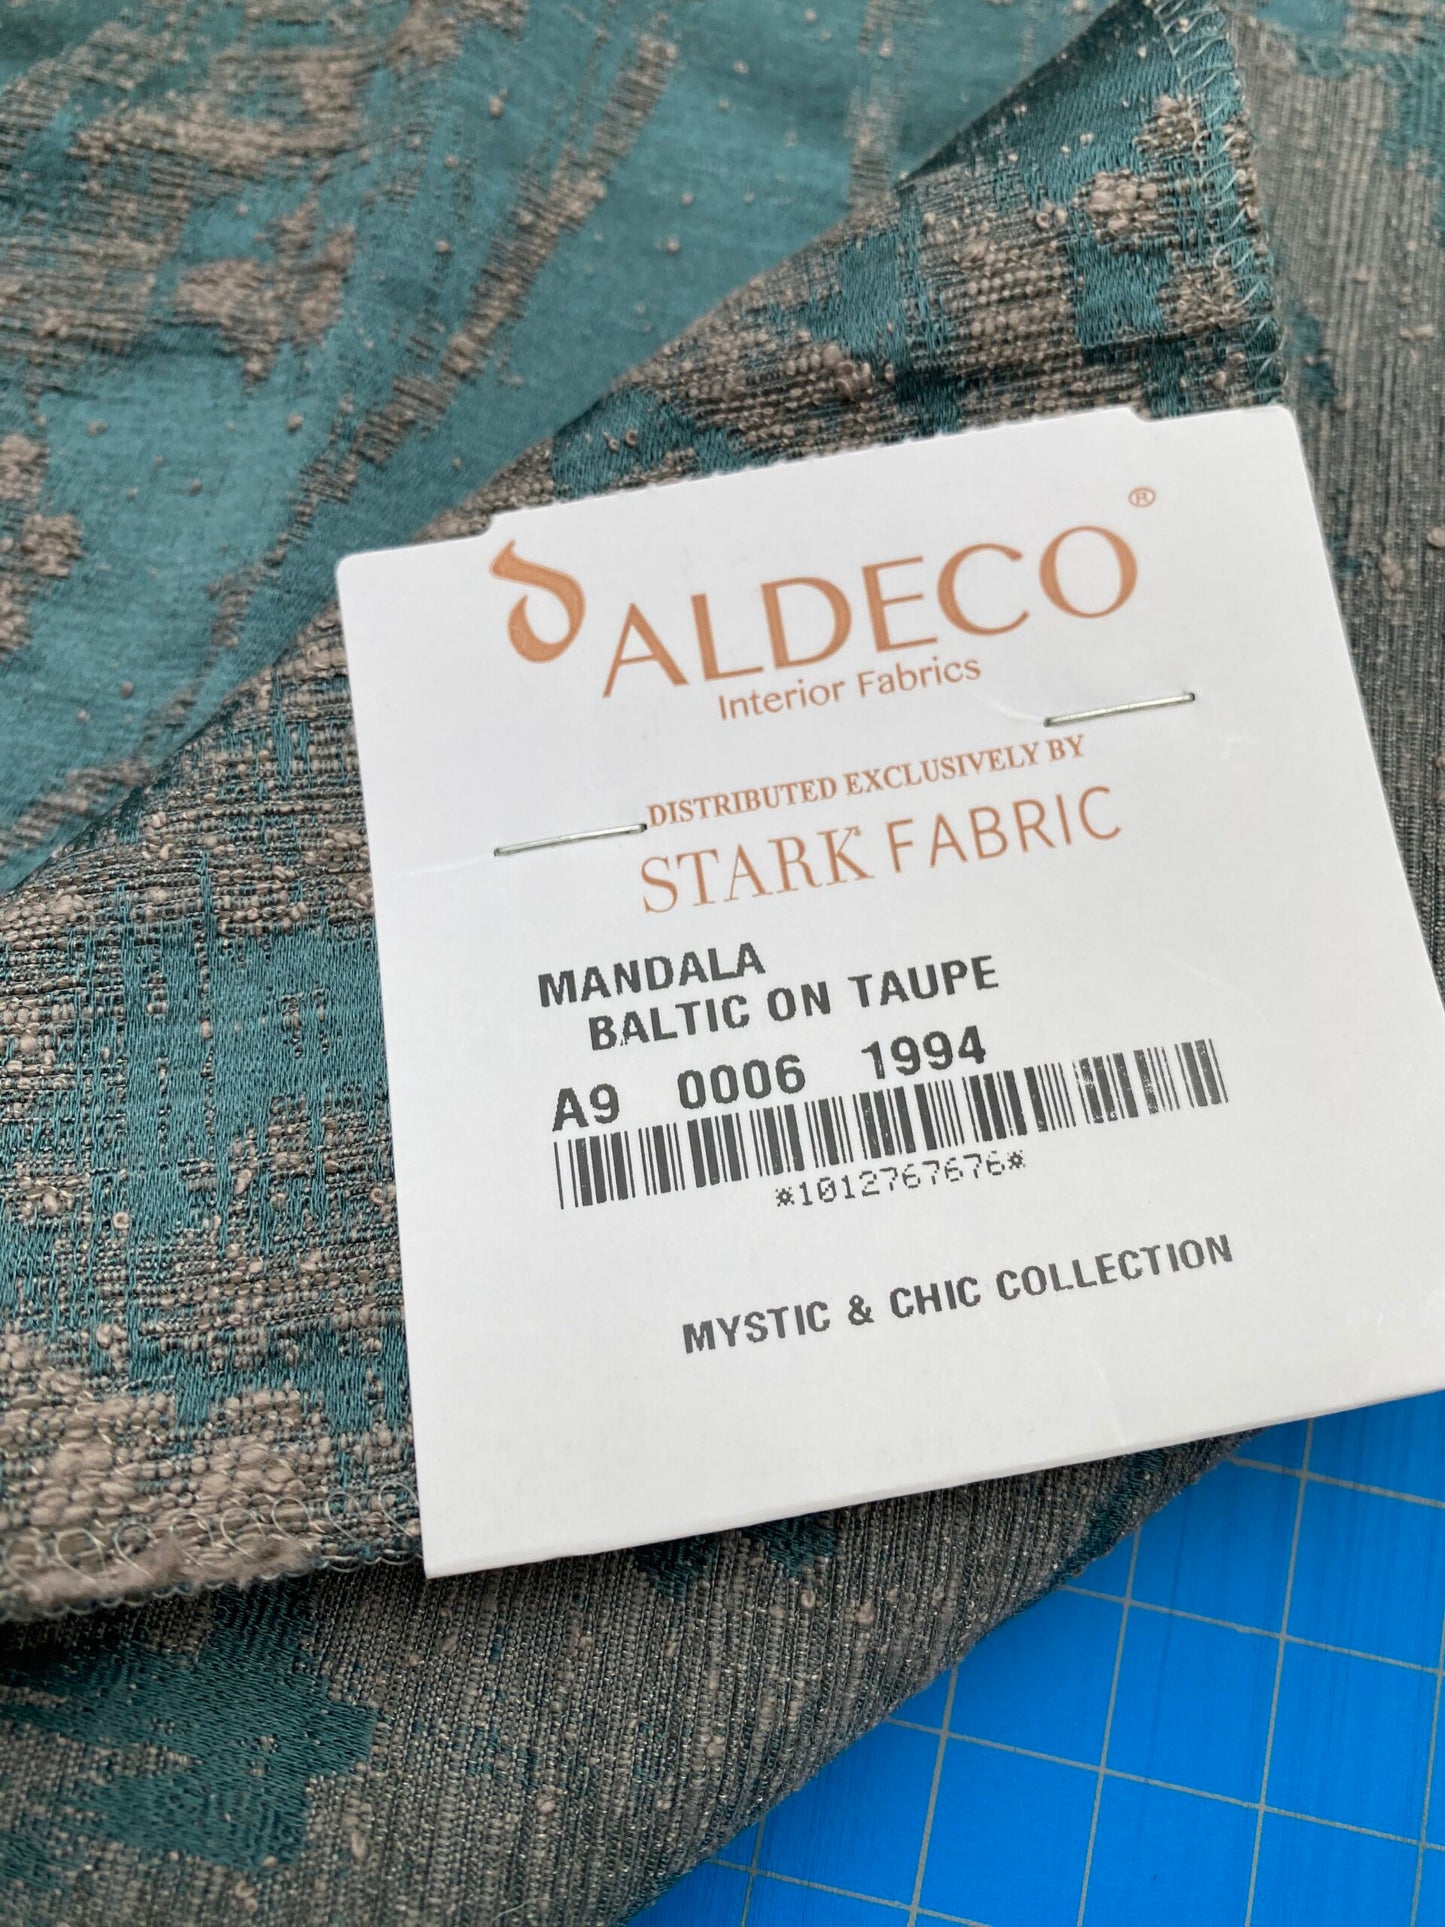 ALDECO®
Interior Fabrics
DISTRIBUTED EXCLUSIVELY BY
STARK FABRIC
MANDALA
BALTIC ON TAUPE
A9 0006 1994
*1012767676*
MYSTIC & CHIC COLLECTION